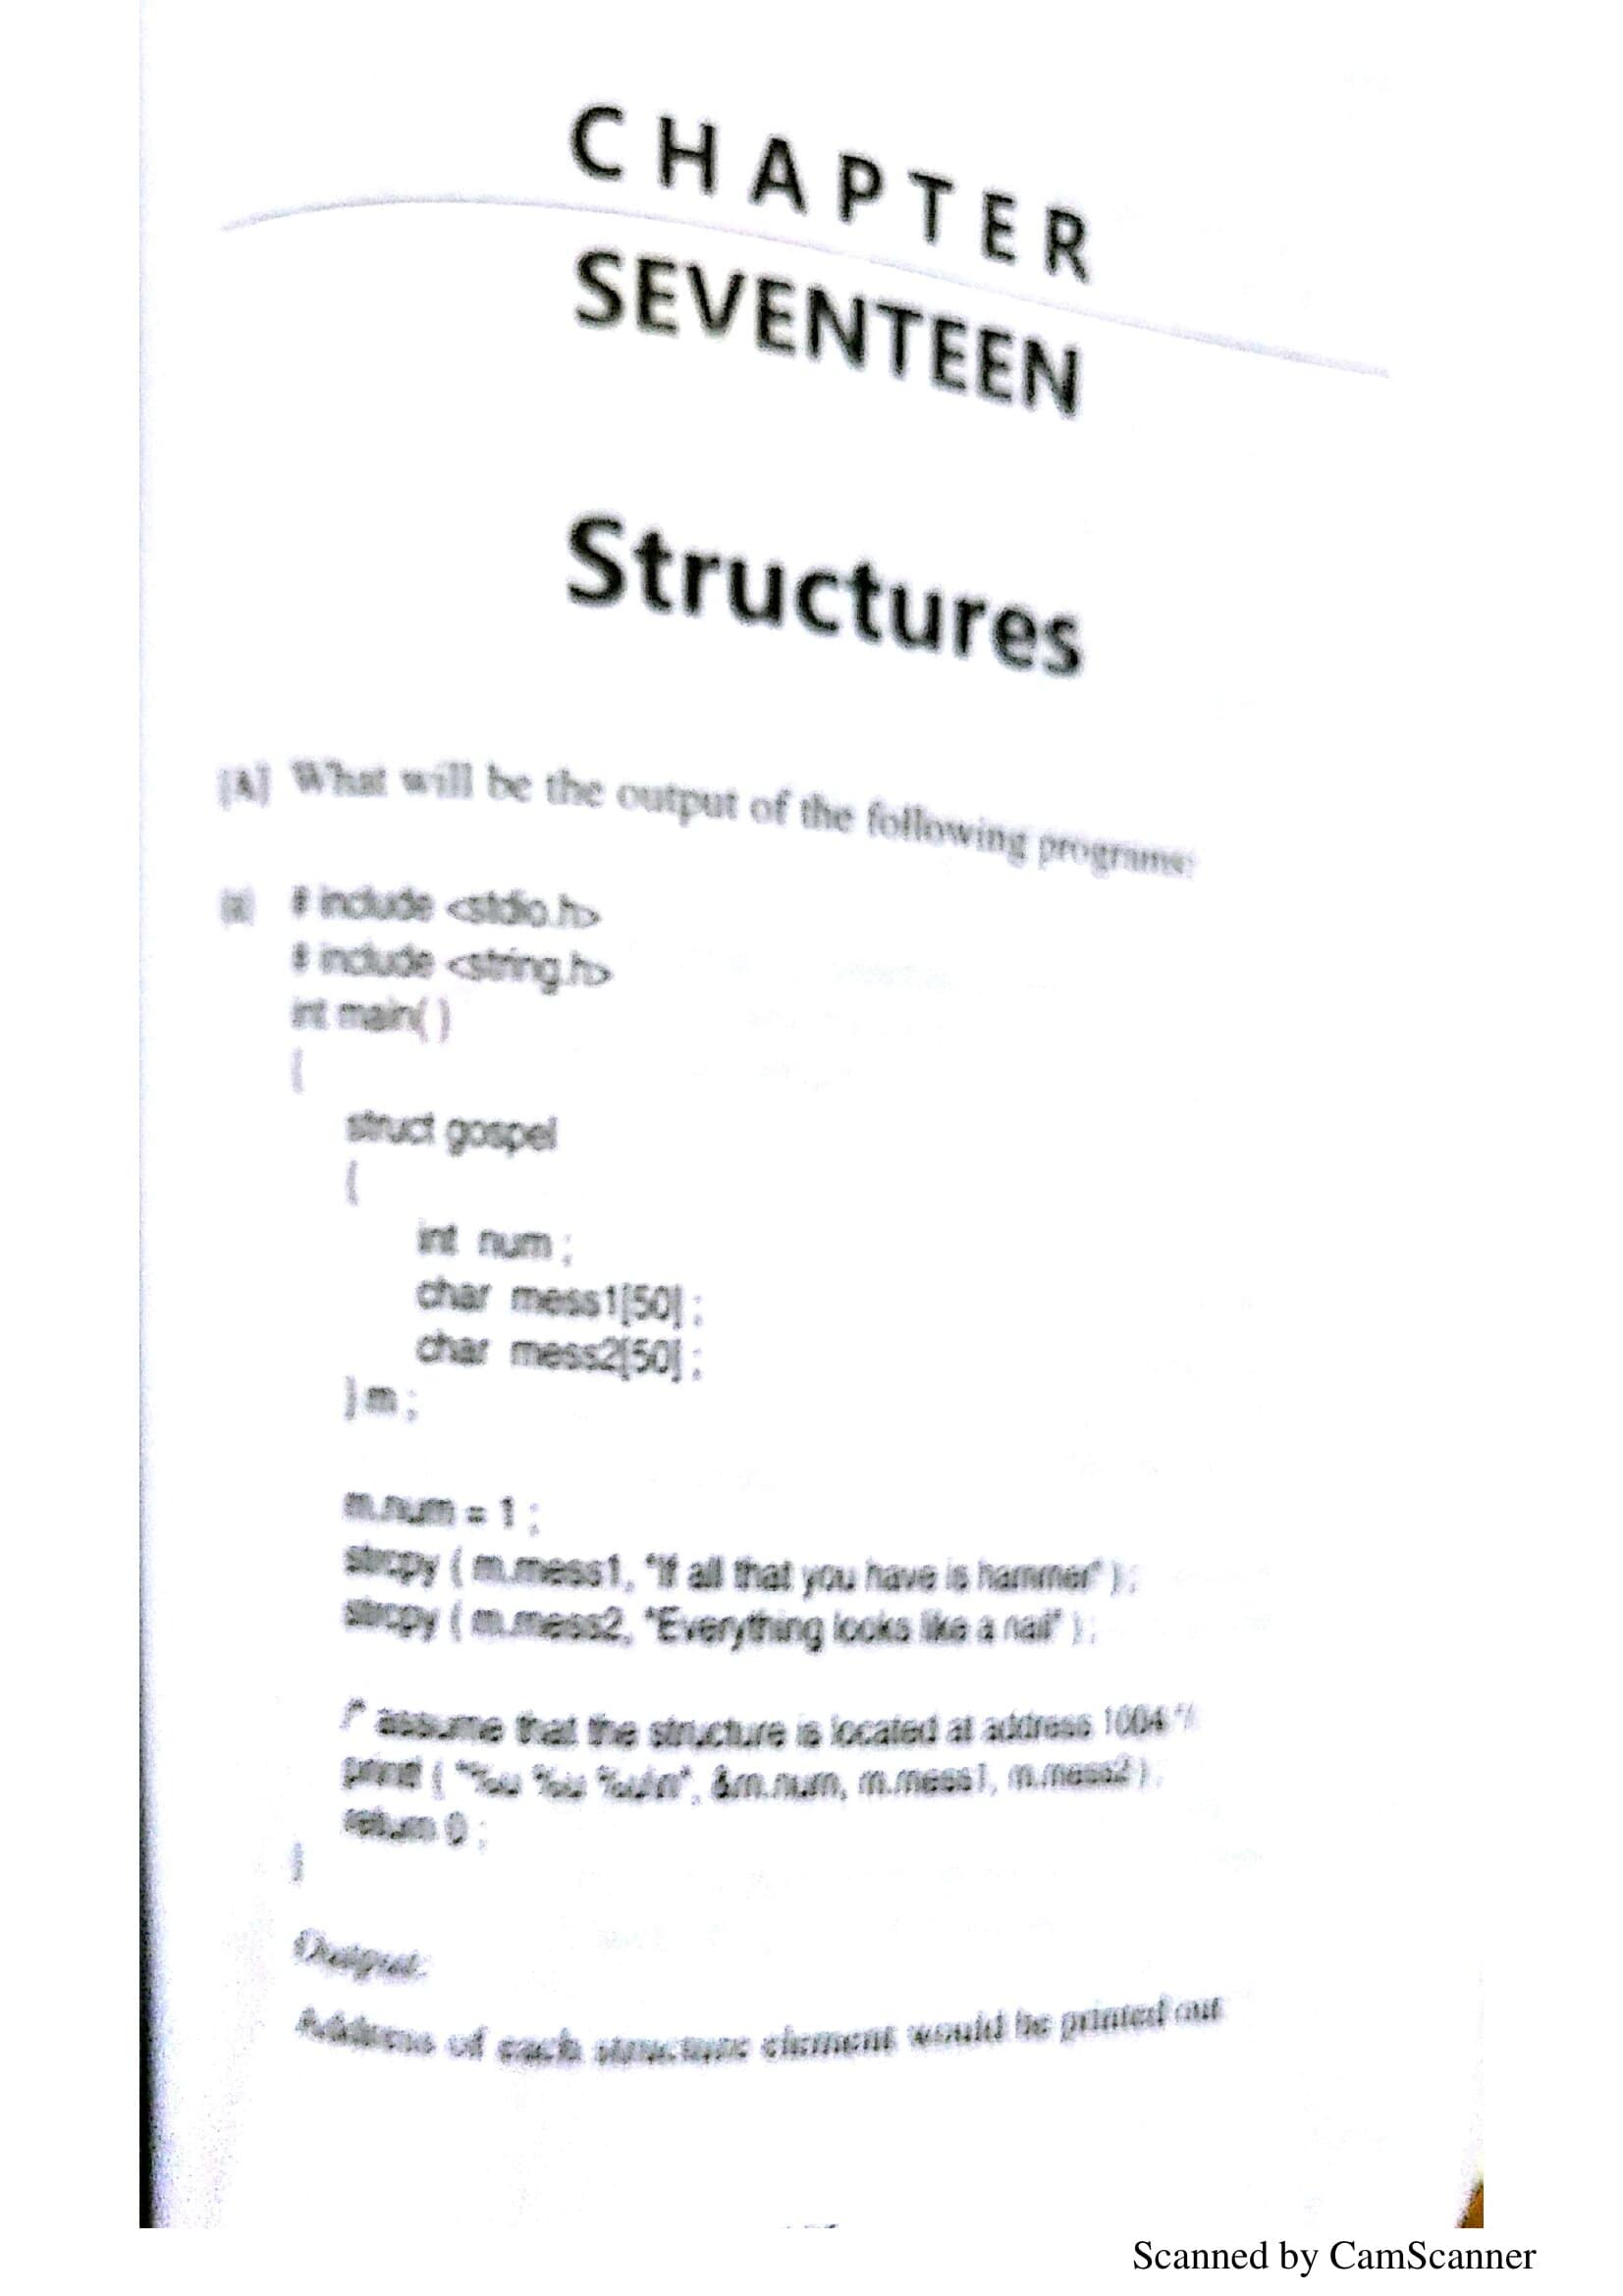 CHAPTER
SEVENTEEN
Structures
[A] What will be the output of the following programs:
(a) # include <stdio.h>
# include <string.h>
int main( )
{
struct gospel
{
int num ;
char mess1[50] ;
char mess2[50] ;
} m ;
m.num = 1 ;
strcpy ( m.mess1, "If all that you have is hammer" ) ;
strcpy ( m.mess2, "Everything looks like a nail" ) ;
/* assume that the structure is located at address 1004 */
printf ( "%u %u %u\n", &m.num, m.mess1, m.mess2 ) ;
return 0 ;
}
Output:
Address of each structure element would be printed out
Scanned by CamScanner